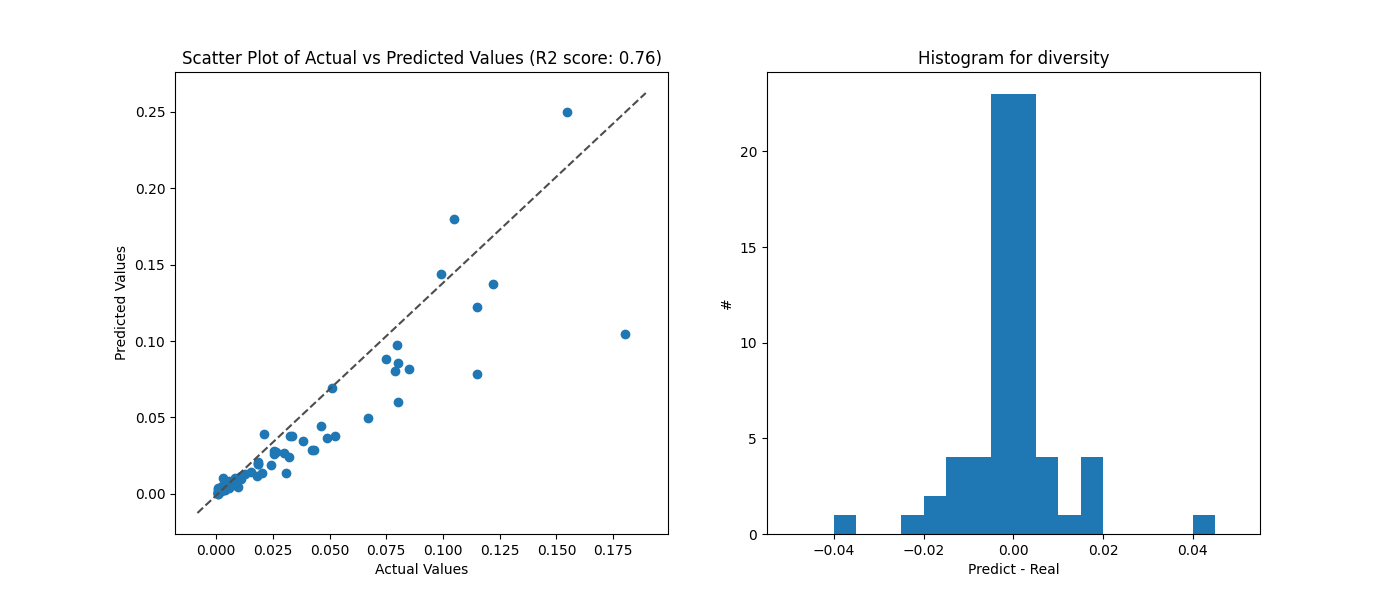 Scatter Plot of Actual vs Predicted Values (R2 score: 0.76)
0.25
0.20
0.15
0.10
0.05
0.00
Predicted Values
0.000 0.025 0.050 0.075 0.100 0.125 0.150 0.175
Actual Values
Histogram for diversity
20
15
10
5
0
#
−0.04 −0.02 0.00 0.02 0.04
Predict - Real